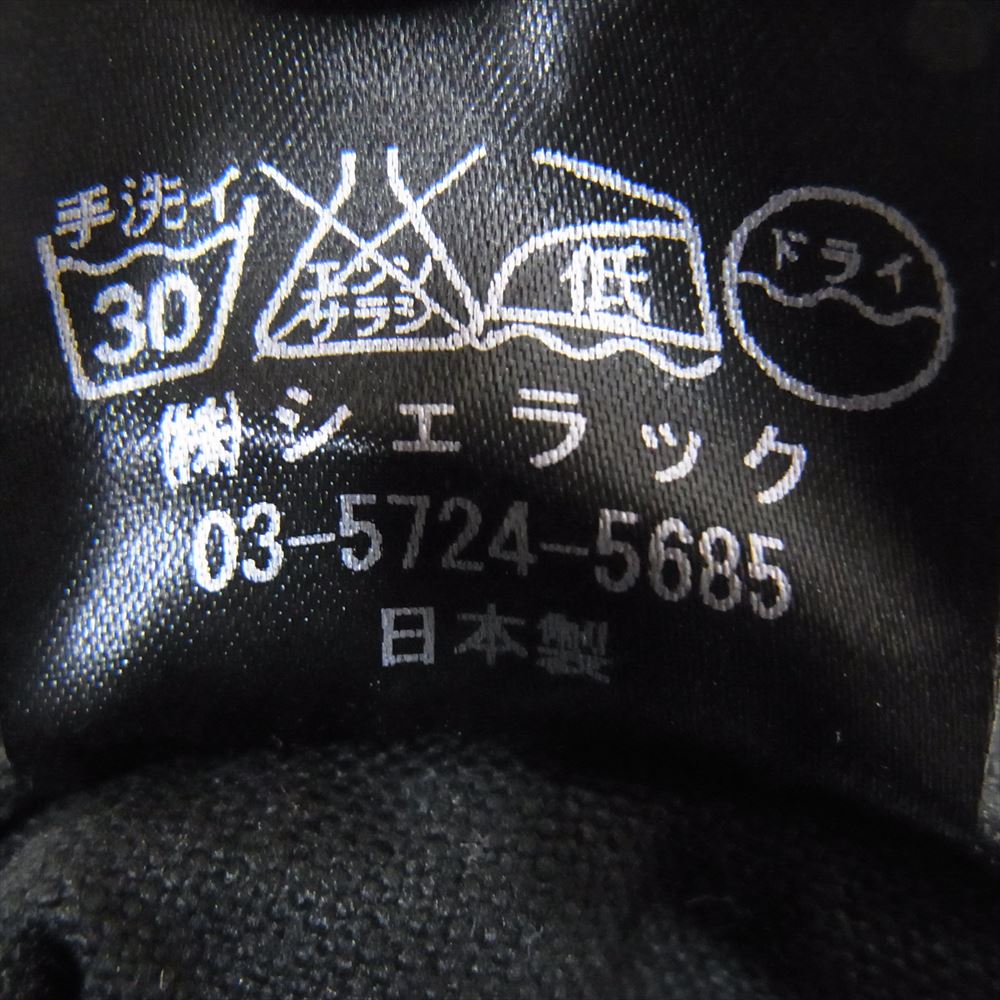 手洗イ 30 エンソサラシ 低 ドライ
㈱シェラック
03-5724-5685
日本製